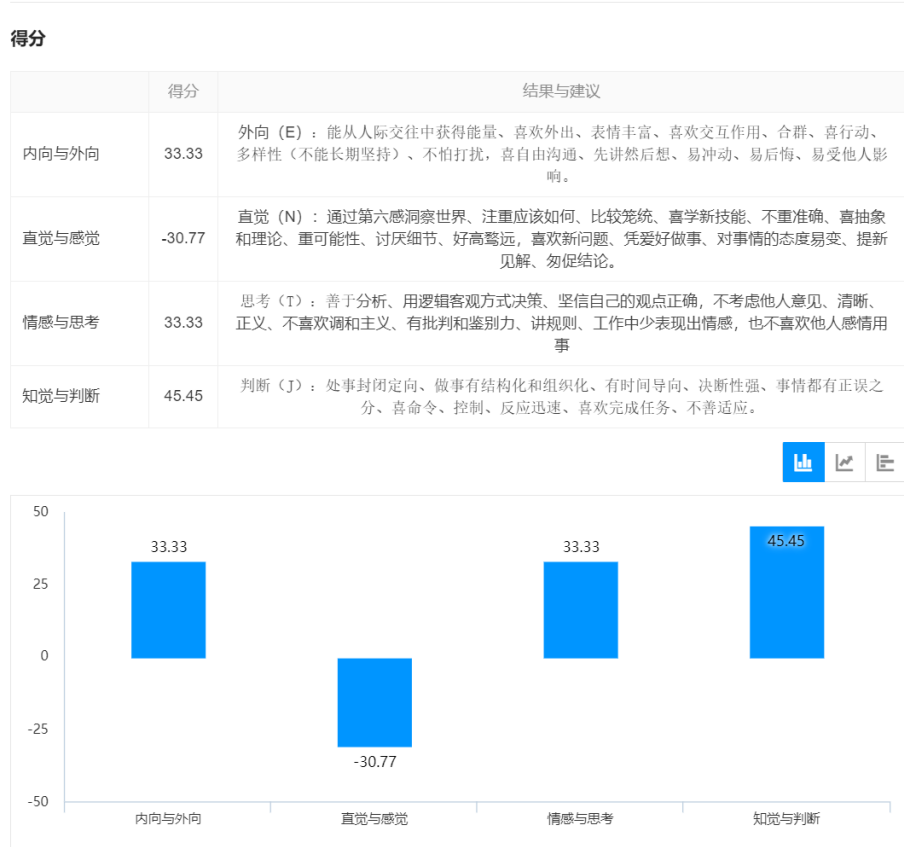 得分
得分 结果与建议
内向与外向 33.33 外向（E）：能从人际交往中获得能量、喜欢外出、表情丰富、喜欢交互作用、合群、喜行动、
多样性（不能长期坚持）、不怕打扰，喜自由沟通、先讲然后想、易冲动、易后悔、易受他人影
响。
直觉与感觉 -30.77 直觉（N）：通过第六感洞察世界、注重应该如何、比较笼统、喜学新技能、不重准确、喜抽象
和理论、重可能性、讨厌细节、好高骛远，喜欢新问题、凭爱好做事、对事情的态度易变、提新
见解、匆促结论。
情感与思考 33.33 思考（T）：善于分析、用逻辑客观方式决策、坚信自己的观点正确，不考虑他人意见、清晰、
正义、不喜欢调和主义、有批判和鉴别力、讲规则、工作中少表现出情感，也不喜欢他人感情用
事
知觉与判断 45.45 判断（J）：处事封闭定向、做事有结构化和组织化、有时间导向、决断性强、事情都有正误之
分、喜命令、控制、反应迅速、喜欢完成任务、不善适应。
50
25
0
-25
-50
33.33
-30.77
33.33
45.45
内向与外向 直觉与感觉 情感与思考 知觉与判断